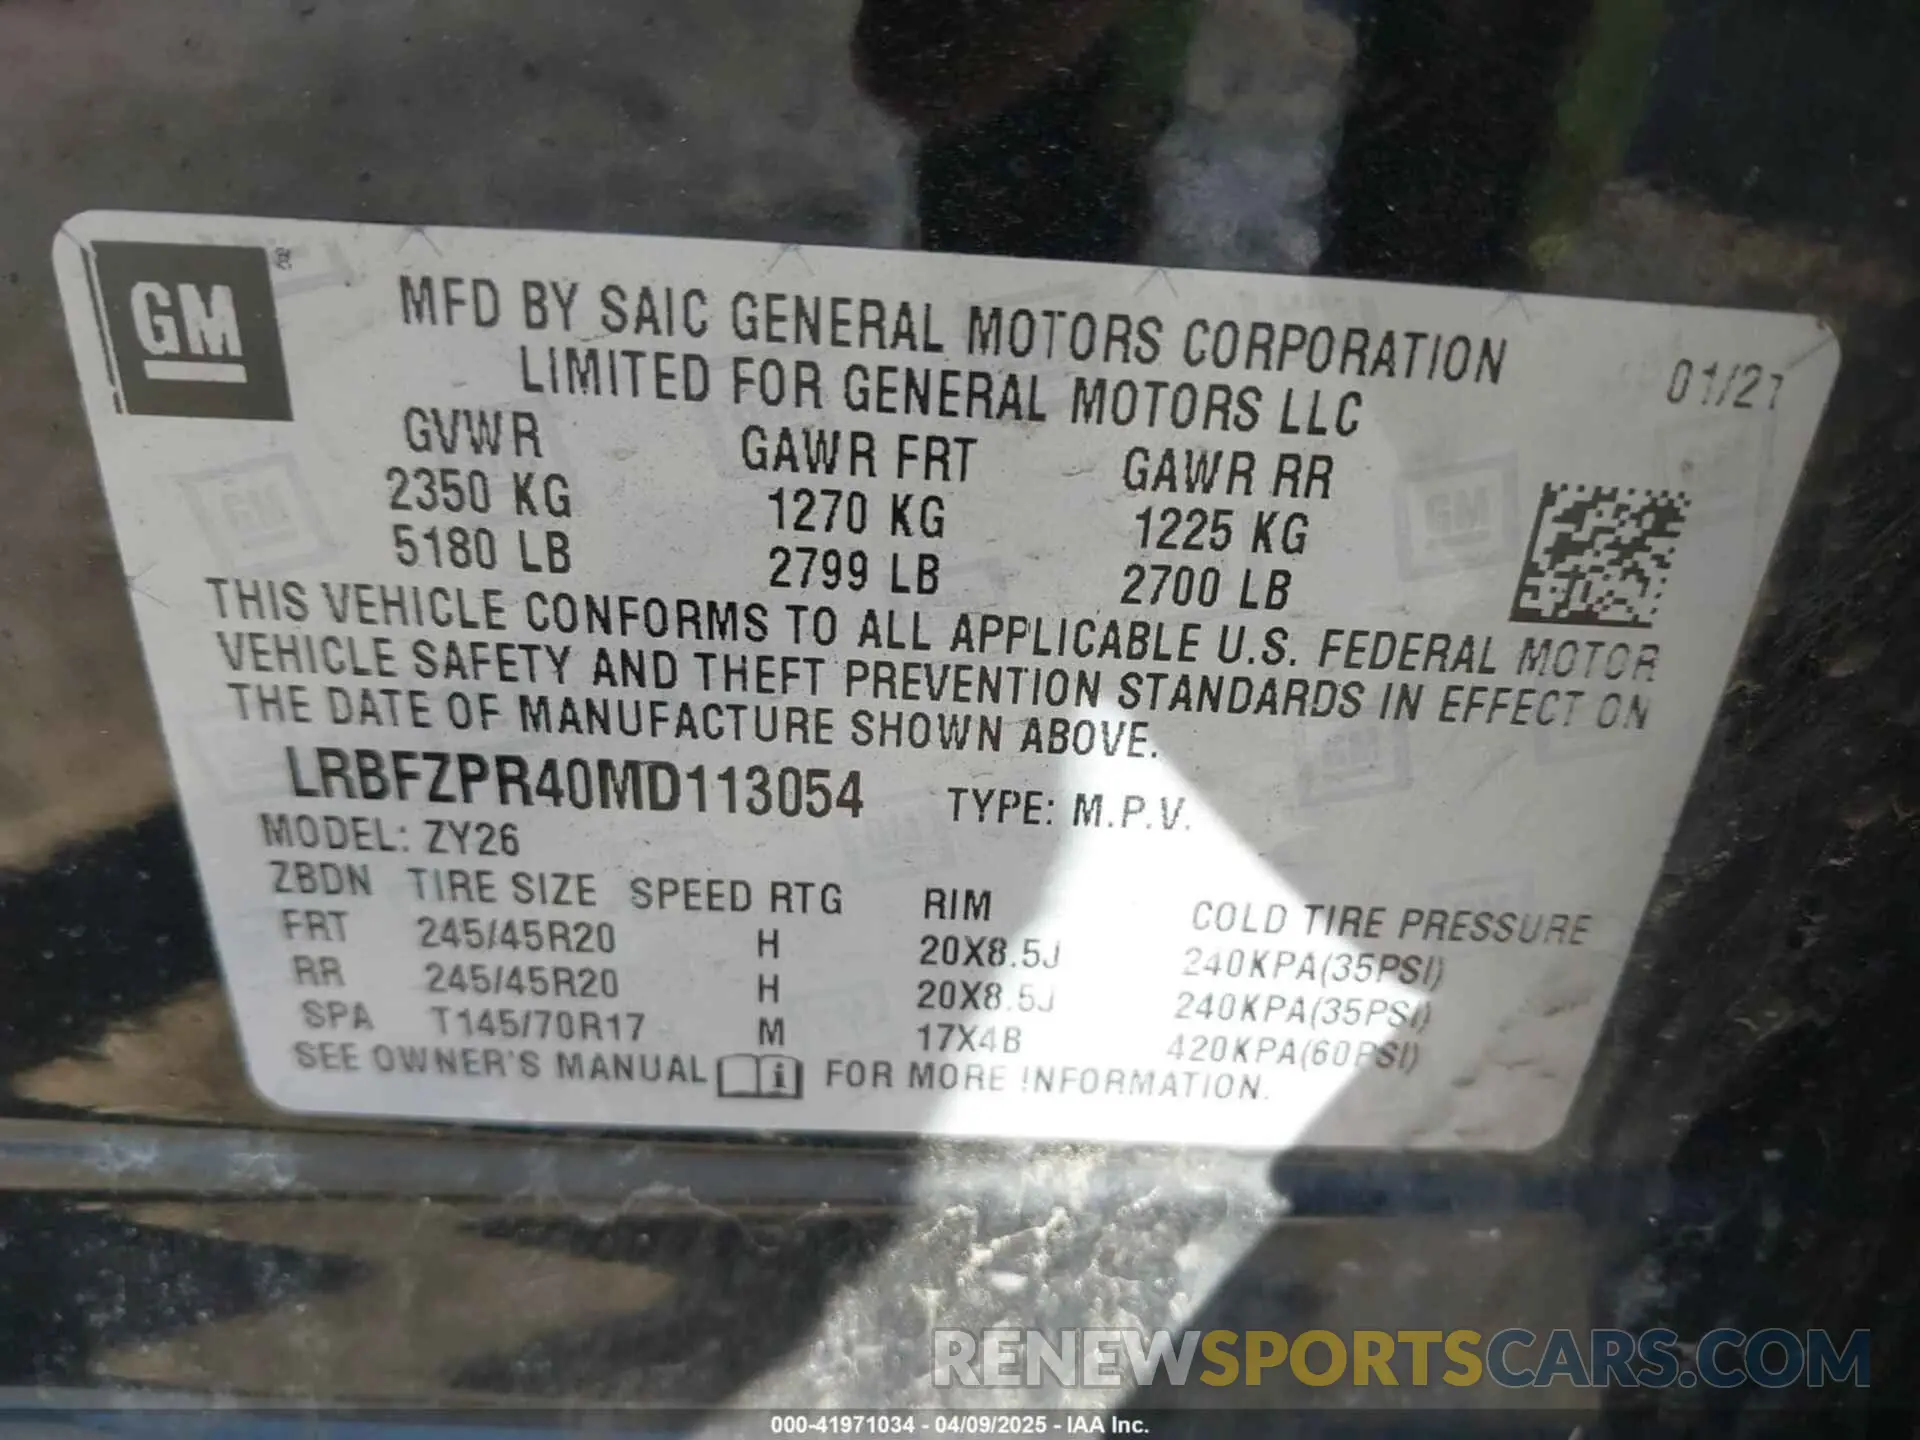 GM
MFD BY SAIC GENERAL MOTORS CORPORATION
LIMITED FOR GENERAL MOTORS LLC
01/21
GVWR GAWR FRT GAWR RR
2350 KG 1270 KG 1225 KG
5180 LB 2799 LB 2700 LB
THIS VEHICLE CONFORMS TO ALL APPLICABLE U.S. FEDERAL MOTOR
VEHICLE SAFETY AND THEFT PREVENTION STANDARDS IN EFFECT ON
THE DATE OF MANUFACTURE SHOWN ABOVE.
LRBFZPR40MD113054 TYPE: M.P.V.
MODEL: ZY26
ZBDN TIRE SIZE SPEED RTG RIM COLD TIRE PRESSURE
FRT 245/45R20 H 20X8.5J 240KPA(35PSI)
RR 245/45R20 H 20X8.5J 240KPA(35PSI)
SPA T145/70R17 M 17X4B 420KPA(60PSI)
SEE OWNER'S MANUAL i FOR MORE INFORMATION.
RENEWSPORTSCARS.COM
000-41971034 - 04/09/2025 - IAA Inc.